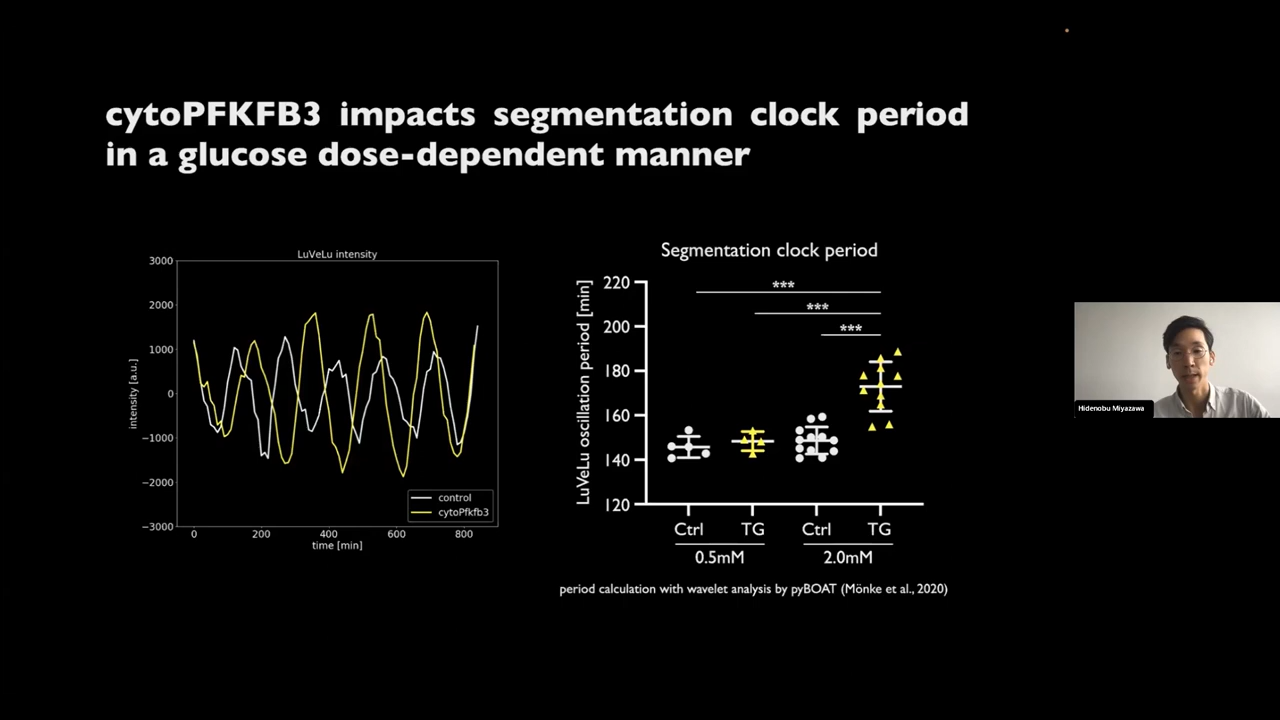 cytoPFKFB3 impacts segmentation clock period
in a glucose dose-dependent manner
LuVeLu intensity
3000
2000
1000
0
−1000
−2000
−3000
intensity [a.u.]
0
200
400
600
800
time [min]
control
cytoPfkfb3
Segmentation clock period
LuVeLu oscillation period [min]
220
200
180
160
140
120
***
***
***
Ctrl
TG
Ctrl
TG
0.5mM
2.0mM
period calculation with wavelet analysis by pyBOAT (Mönke et al., 2020)
Hidenobu Miyazawa